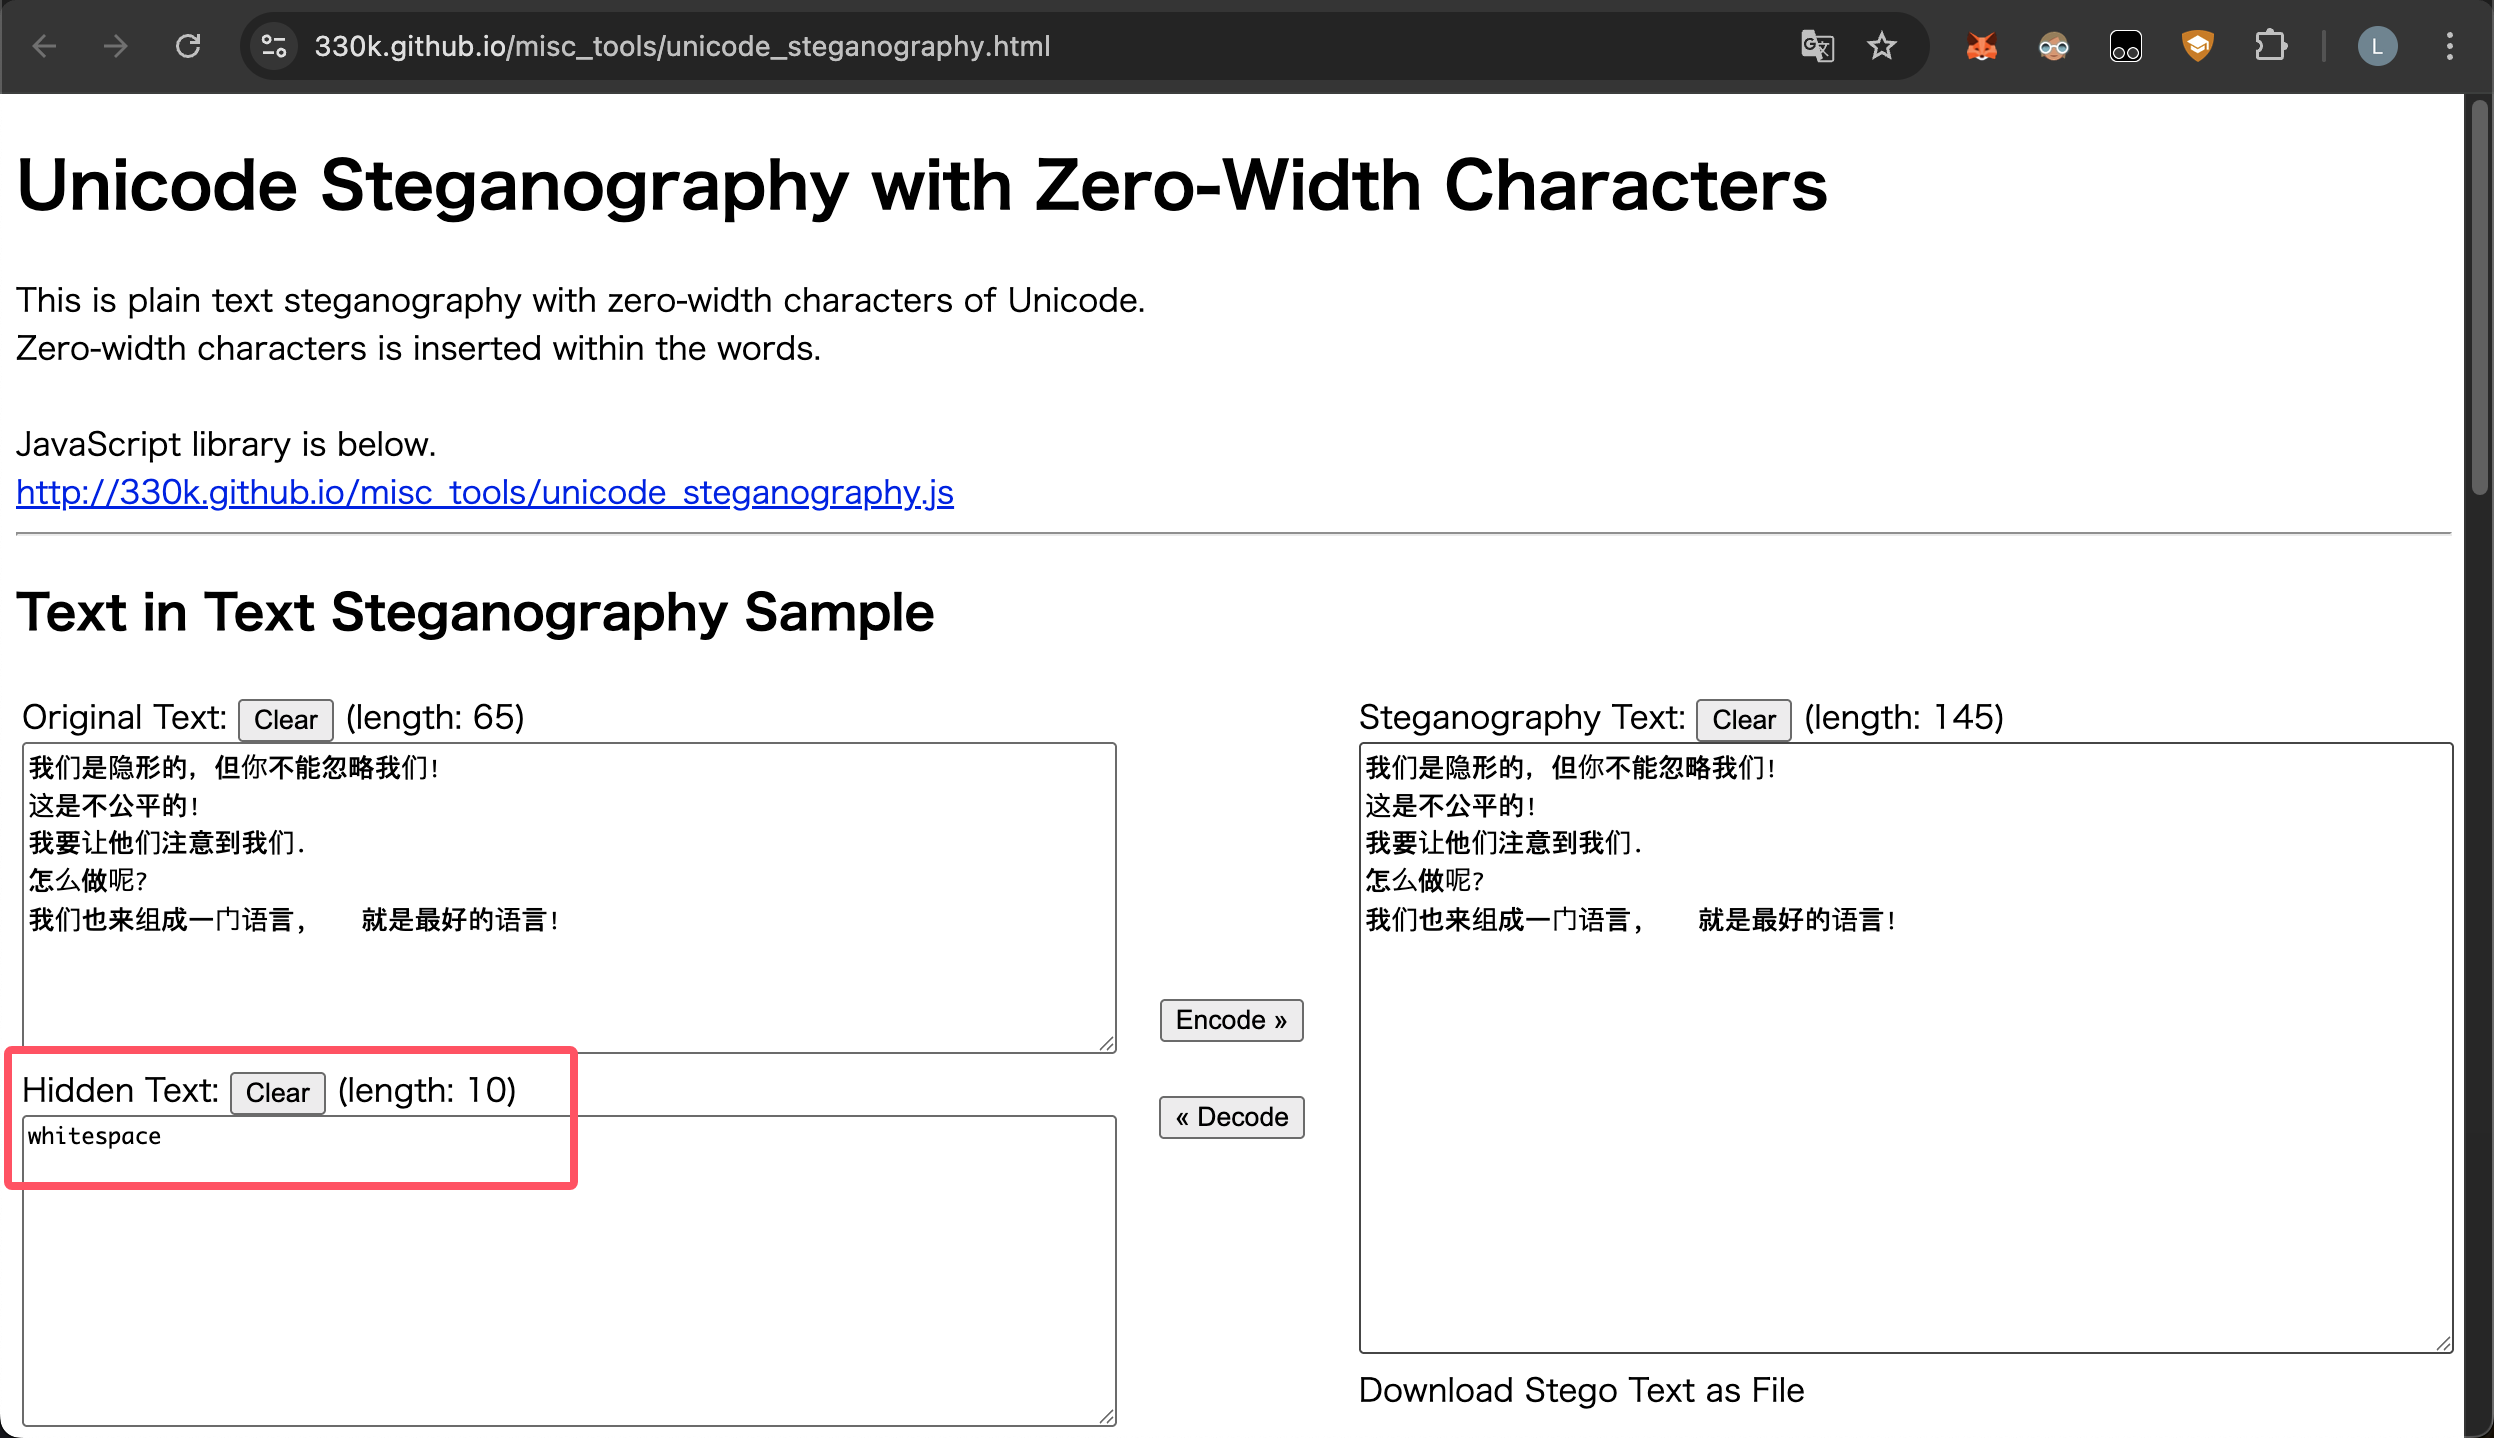 330k.github.io/misc_tools/unicode_steganography.html
L
Unicode Steganography with Zero-Width Characters
This is plain text steganography with zero-width characters of Unicode.
Zero-width characters is inserted within the words.
JavaScript library is below.
http://330k.github.io/misc_tools/unicode_steganography.js
Text in Text Steganography Sample
Original Text: Clear (length: 65)
我们是隐形的，但你不能忽略我们！
这是不公平的！
我要让他们注意到我们．
怎么做呢？
我们也来组成一门语言，　　就是最好的语言！
Hidden Text: Clear (length: 10)
whitespace
Encode »
« Decode
Steganography Text: Clear (length: 145)
我们是隐形的，但你不能忽略我们！
这是不公平的！
我要让他们注意到我们．
怎么做呢？
我们也来组成一门语言，　　就是最好的语言！
Download Stego Text as File